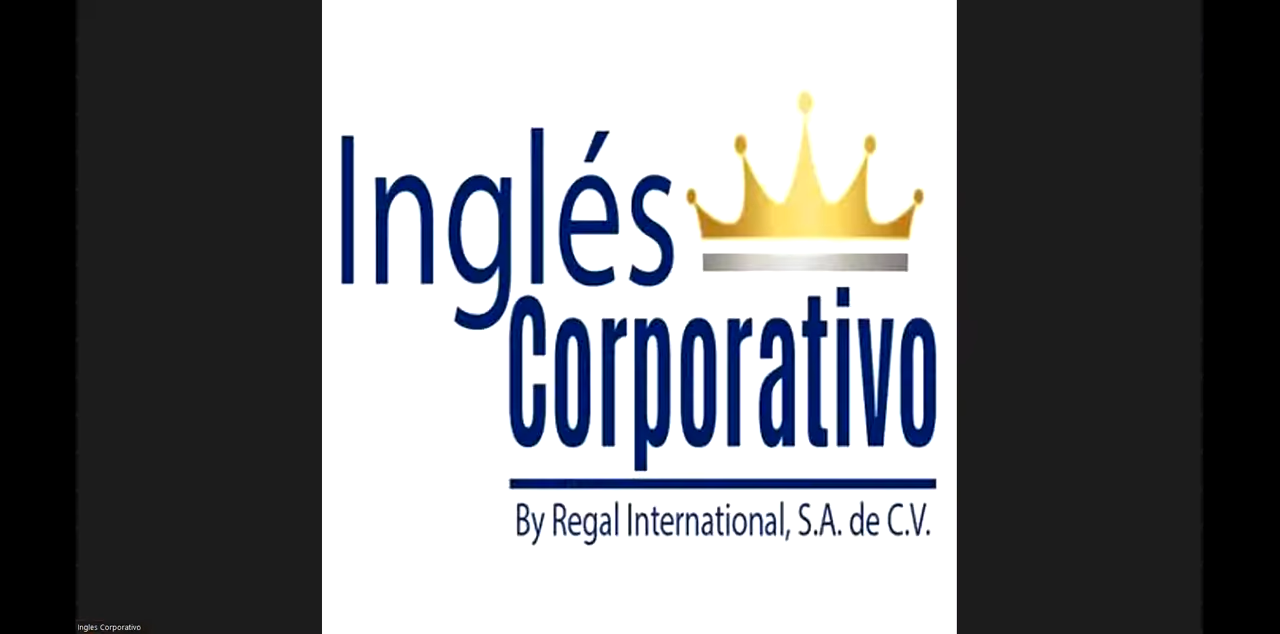 Inglés
Corporativo
By Regal International, S.A. de C.V.
Ingles Corporativo